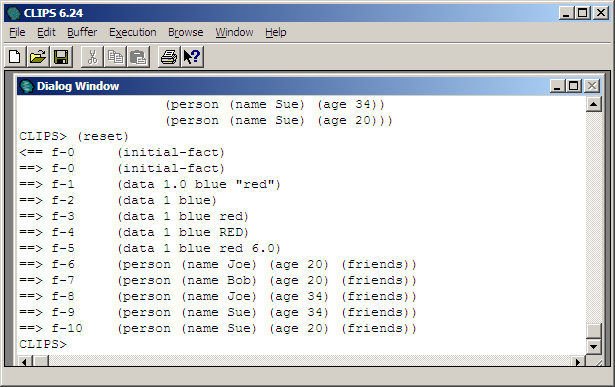 CLIPS 6.24
File Edit Buffer Execution Browse Window Help
Dialog Window
(person (name Sue) (age 34))
(person (name Sue) (age 20)))
CLIPS> (reset)
<== f-0 (initial-fact)
==> f-0 (initial-fact)
==> f-1 (data 1.0 blue "red")
==> f-2 (data 1 blue)
==> f-3 (data 1 blue red)
==> f-4 (data 1 blue RED)
==> f-5 (data 1 blue red 6.0)
==> f-6 (person (name Joe) (age 20) (friends))
==> f-7 (person (name Bob) (age 20) (friends))
==> f-8 (person (name Joe) (age 34) (friends))
==> f-9 (person (name Sue) (age 34) (friends))
==> f-10 (person (name Sue) (age 20) (friends))
CLIPS>